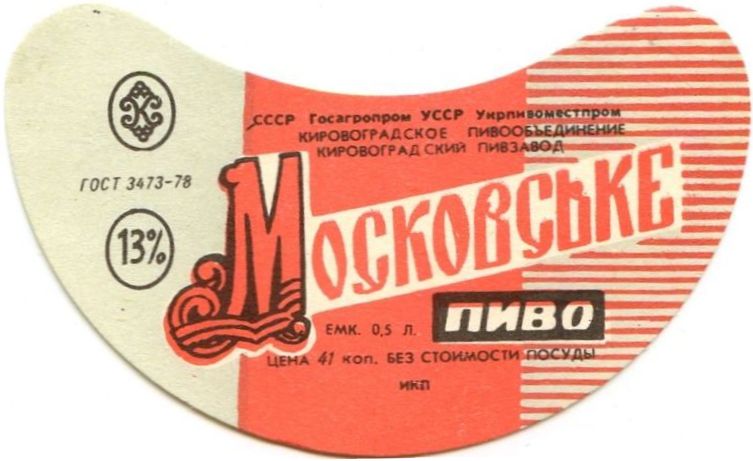 К
СССР Госагропром УССР Укрпивоместпром
КИРОВОГРАДСКОЕ ПИВООБЪЕДИНЕНИЕ
КИРОВОГРАДСКИЙ ПИВЗАВОД
ГОСТ 3473-78
13%
МОСКОВСЬКЕ
ПИВО
ЕМК. 0,5 Л.
ЦЕНА 41 коп. БЕЗ СТОИМОСТИ ПОСУДЫ
ИКП